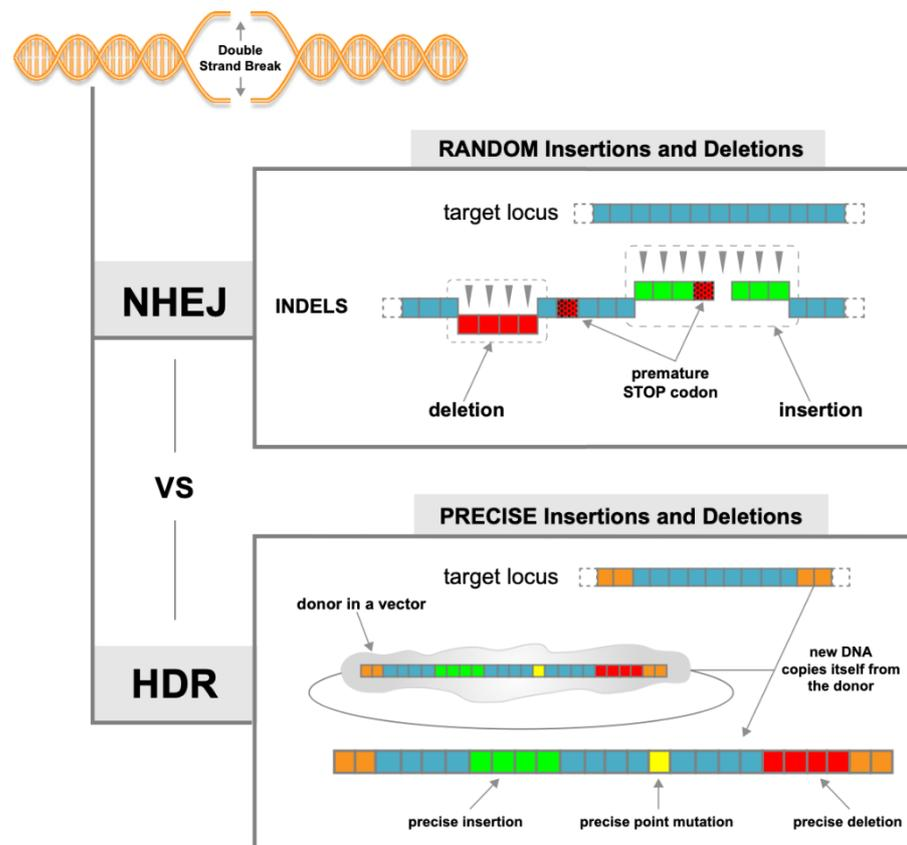 Double
Strand Break
RANDOM Insertions and Deletions
target locus
NHEJ
INDELS
premature
STOP codon
deletion
insertion
VS
PRECISE Insertions and Deletions
target locus
donor in a vector
new DNA
copies itself from
the donor
HDR
precise insertion
precise point mutation
precise deletion